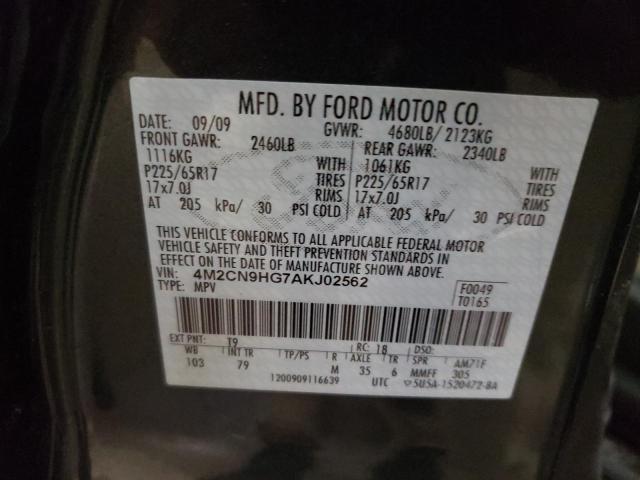 MFD. BY FORD MOTOR CO.
DATE: 09/09 GVWR: 4680LB/ 2123KG
FRONT GAWR: 2460LB REAR GAWR: 2340LB
1116KG 1061KG
P225/65R17 TIRES P225/65R17 TIRES
17x7.0J RIMS 17x7.0J RIMS
AT 205 kPa/ 30 PSI COLD AT 205 kPa/ 30 PSI COLD
THIS VEHICLE CONFORMS TO ALL APPLICABLE FEDERAL MOTOR
VEHICLE SAFETY AND THEFT PREVENTION STANDARDS IN
EFFECT ON THE DATE OF MANUFACTURE SHOWN ABOVE.
VIN: 4M2CN9HG7AKJ02562 F0049
TYPE: MPV T0165
EXT PNT: T9 RC: 18 DSO:
WB INT TR TP/PS R AXLE TR SPR AM71F
103 79 M 35 6 MMFF 305
1200909116639 UTC 5U5A-1520472-BA